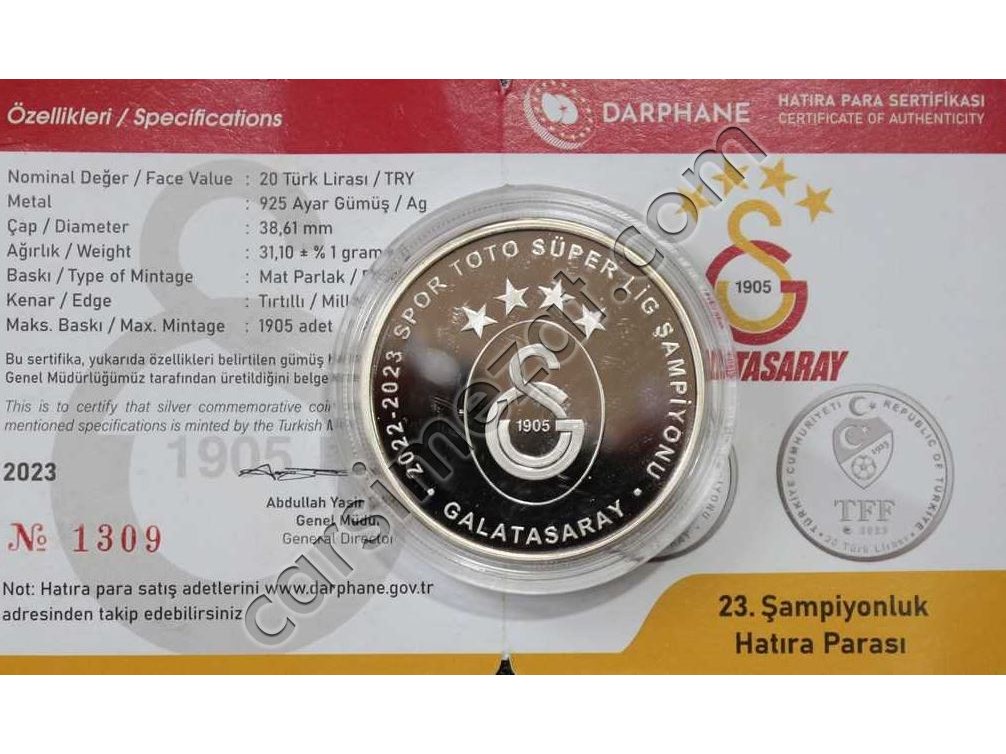 Özellikleri / Specifications
Nominal Değer / Face Value : 20 Türk Lirası / TRY
Metal : 925 Ayar Gümüş / Ag
Çap / Diameter : 38,61 mm
Ağırlık / Weight : 31,10 ± % 1 gram
Baskı / Type of Mintage : Mat Parlak /
Kenar / Edge : Tırtıllı /
Maks. Baskı / Max. Mintage : 1905 adet
Bu sertifika, yukarıda özellikleri belirtilen gümüş
Genel Müdürlüğümüz tarafından üretildiğini
This is to certify that silver commemorative
mentioned specifications is minted by the Turkish
1905
2023
Abdullah Yasir
Genel
General Director
№ 1309
Not: Hatıra para satış adetlerini www.darphane.gov.tr
adresinden takip edebilirsiniz
DARPHANE
HATIRA PARA SERTİFİKASI
CERTIFICATE OF AUTHENTICITY
2022-2023 SPOR TOTO SÜPER LİG ŞAMPİYONU
1905
• GALATASARAY •
1905
TÜRKİYE CUMHURİYETİ • REPUBLIC OF TÜRKİYE
1923
TFF
2023
20 Türk Lirası
23. Şampiyonluk
Hatıra Parası
carsi-mezat.com